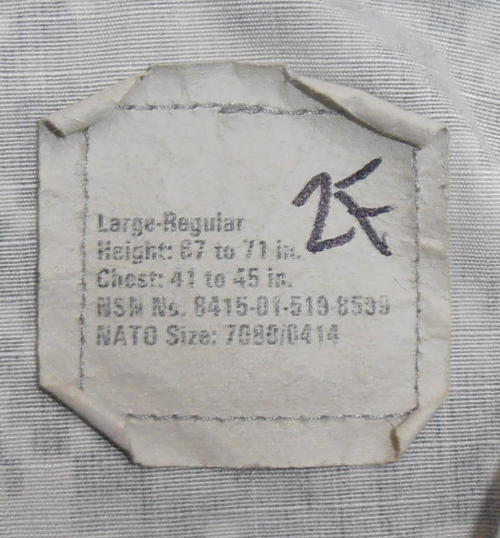 Large-Regular
Height: 67 to 71 in.
Chest: 41 to 45 in.
NSN No. 8415-01-519-8599
NATO Size: 7080/0414